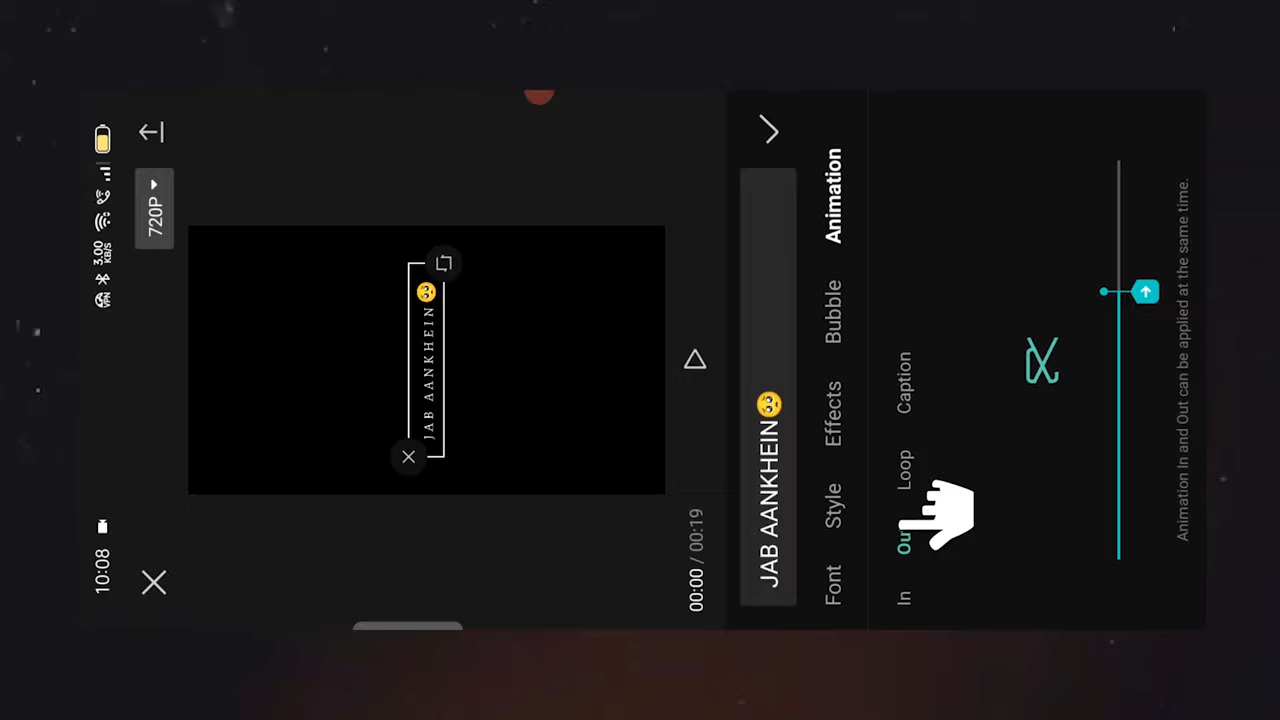 10:08
3.00
KB/S
VPN
720P
JAB AANKHEIN🥺
00:00 / 00:19
JAB AANKHEIN🥺
Font Style Effects Bubble Animation
In Loop Caption
Animation In and Out can be applied at the same time.